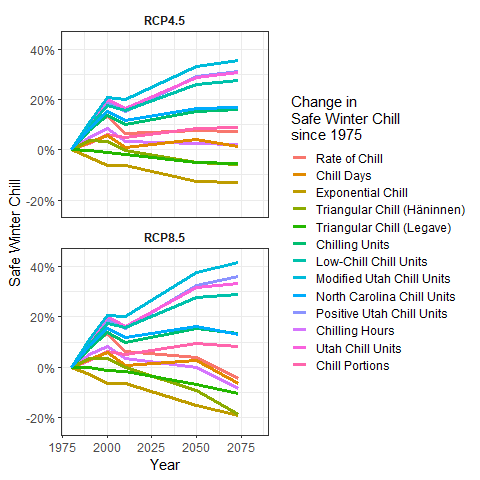 RCP4.5
40%
20%
0%
-20%
RCP8.5
40%
20%
0%
-20%
1975 2000 2025 2050 2075
Year
Safe Winter Chill
Change in
Safe Winter Chill
since 1975
Rate of Chill
Chill Days
Exponential Chill
Triangular Chill (Häninnen)
Triangular Chill (Legave)
Chilling Units
Low-Chill Chill Units
Modified Utah Chill Units
North Carolina Chill Units
Positive Utah Chill Units
Chilling Hours
Utah Chill Units
Chill Portions